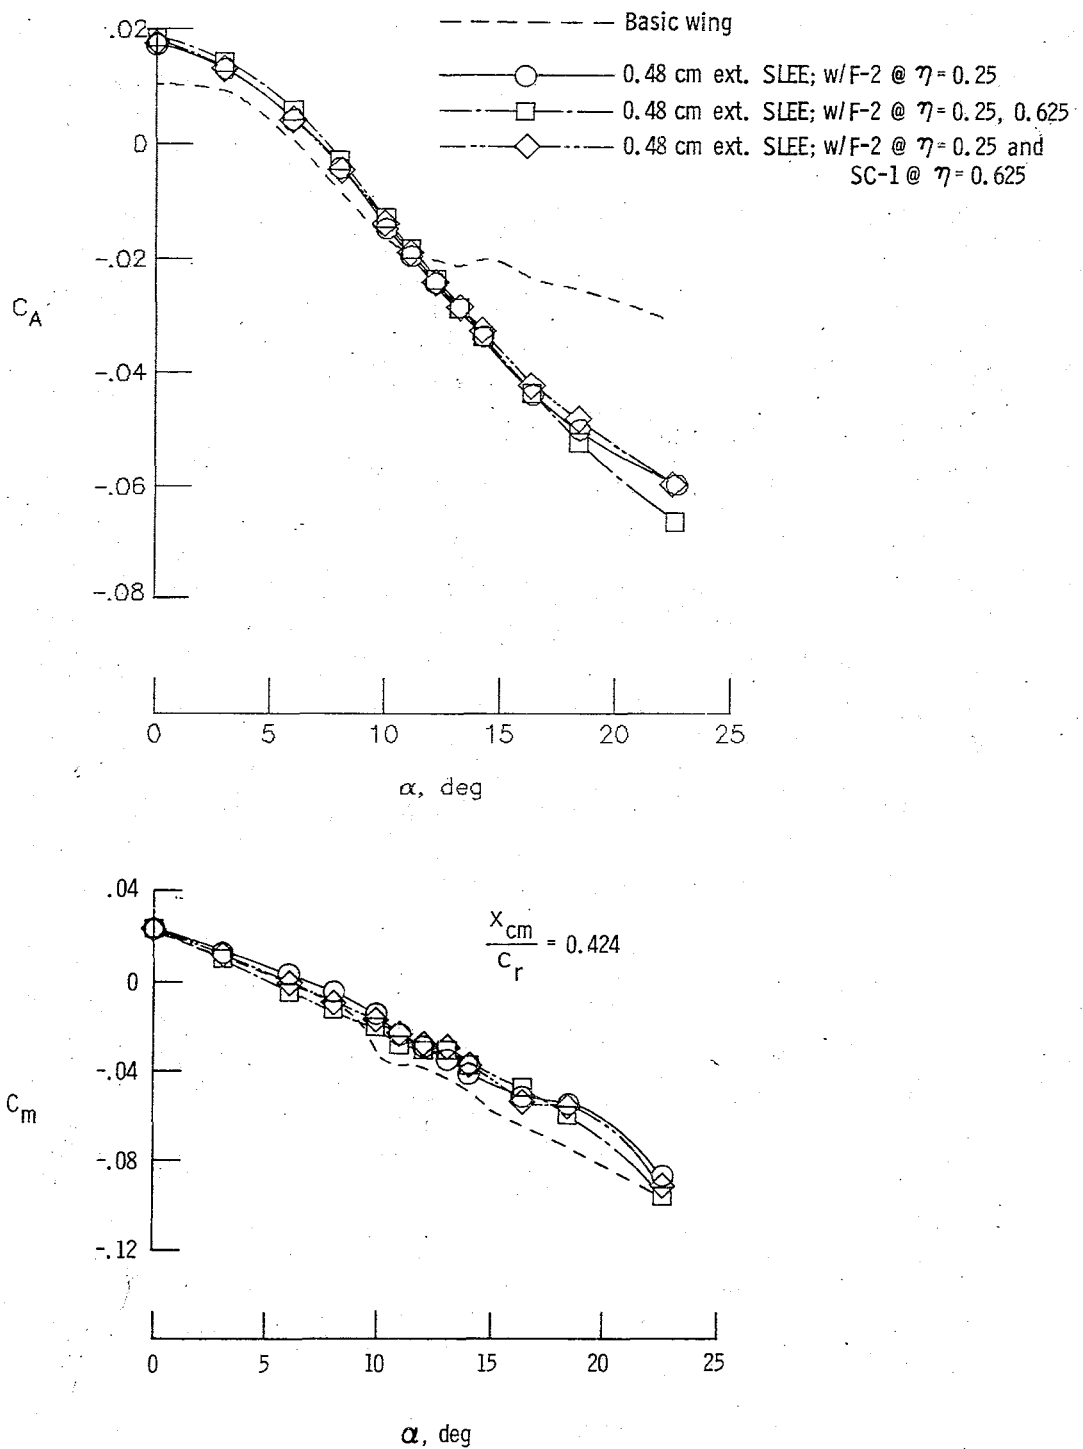 Basic wing
0.48 cm ext. SLEE; w/F-2 @ η = 0.25
0.48 cm ext. SLEE; w/F-2 @ η = 0.25, 0.625
0.48 cm ext. SLEE; w/F-2 @ η = 0.25 and
SC-1 @ η = 0.625
.02
0
-.02
C_A
-.04
-.06
-.08
0 5 10 15 20 25
α, deg
.04
x_cm
C_r
= 0.424
0
-.04
C_m
-.08
-.12
0 5 10 15 20 25
α, deg